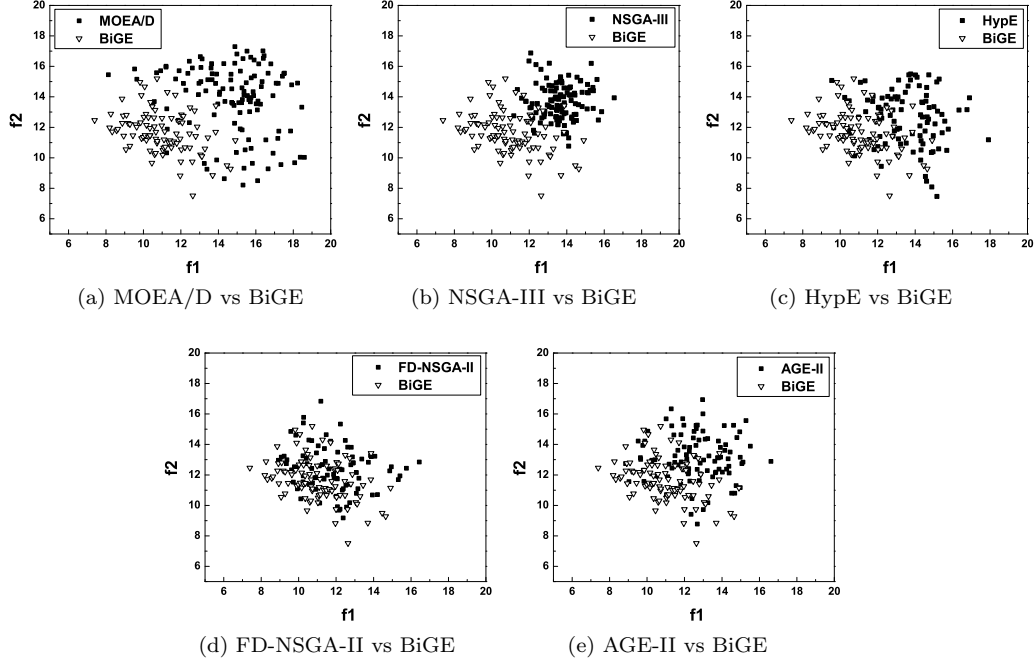 20
18
16
14
12
10
8
6
f2
6 8 10 12 14 16 18 20
f1
MOEA/D
BiGE
(a) MOEA/D vs BiGE
20
18
16
14
12
10
8
6
f2
6 8 10 12 14 16 18 20
f1
NSGA-III
BiGE
(b) NSGA-III vs BiGE
20
18
16
14
12
10
8
6
f2
6 8 10 12 14 16 18 20
f1
HypE
BiGE
(c) HypE vs BiGE
20
18
16
14
12
10
8
6
f2
6 8 10 12 14 16 18 20
f1
FD-NSGA-II
BiGE
(d) FD-NSGA-II vs BiGE
20
18
16
14
12
10
8
6
f2
6 8 10 12 14 16 18 20
f1
AGE-II
BiGE
(e) AGE-II vs BiGE